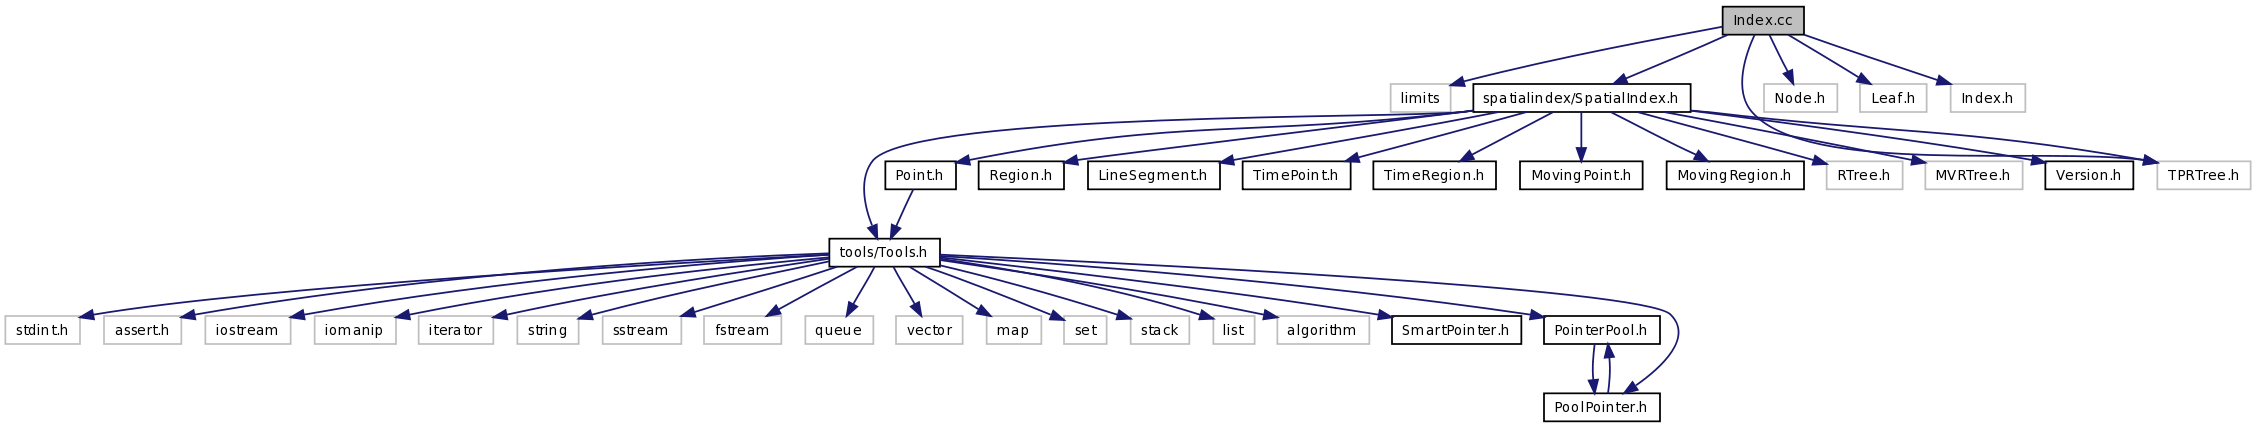 Index.cc
limits
spatialindex/SpatialIndex.h
Node.h
Leaf.h
Index.h
Point.h
Region.h
LineSegment.h
TimePoint.h
TimeRegion.h
MovingPoint.h
MovingRegion.h
RTree.h
MVRTree.h
Version.h
TPRTree.h
tools/Tools.h
stdint.h
assert.h
iostream
iomanip
iterator
string
sstream
fstream
queue
vector
map
set
stack
list
algorithm
SmartPointer.h
PointerPool.h
PoolPointer.h